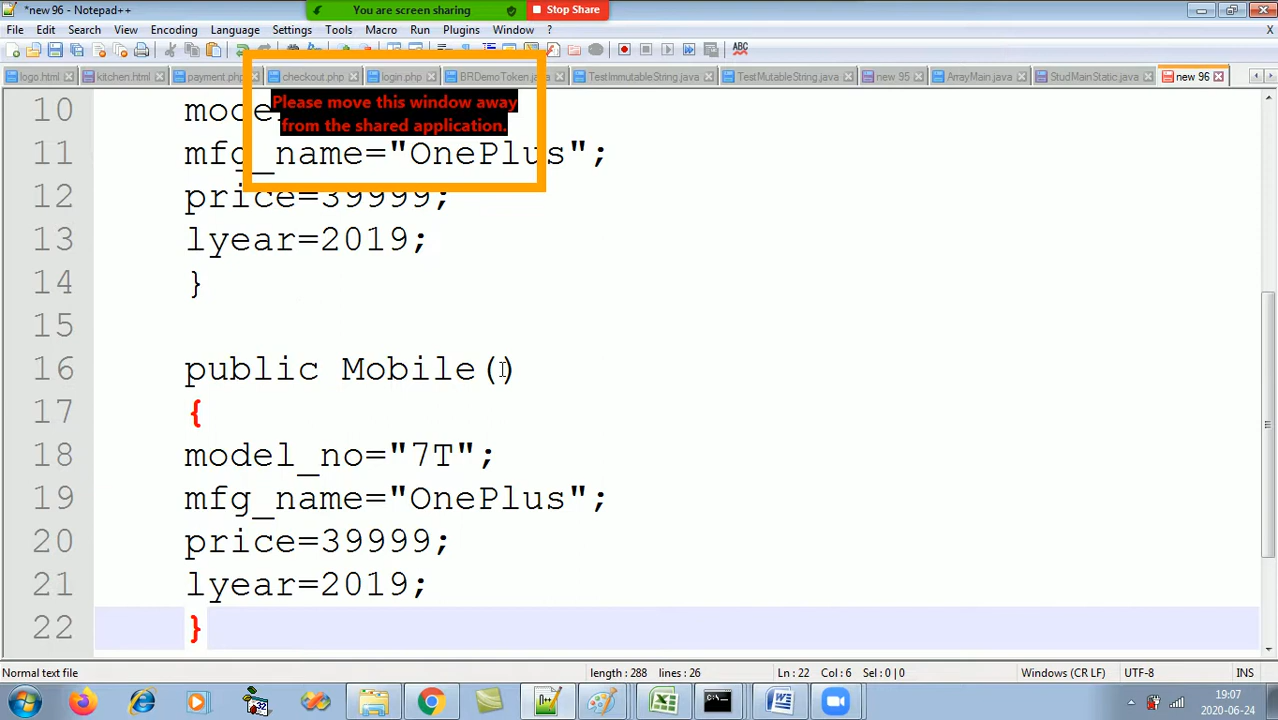 *new 96 - Notepad++
You are screen sharing
Stop Share
File Edit Search View Encoding Language Settings Tools Macro Run Plugins Window ?
X
logo.html kitchen.html payment.php checkout.php login.php BRDemoToken.java TestImmutableString.java TestMutableString.java new 95 ArrayMain.java StudMainStatic.java new 96
Please move this window away
from the shared application.
10 mode
11 mfg_name="OnePlus";
12 price=39999;
13 lyear=2019;
14 }
15
16 public Mobile()
17 {
18 model_no="7T";
19 mfg_name="OnePlus";
20 price=39999;
21 lyear=2019;
22 }
Normal text file length : 288 lines : 26 Ln : 22 Col : 6 Sel : 0 | 0 Windows (CR LF) UTF-8 INS
19:07
2020-06-24